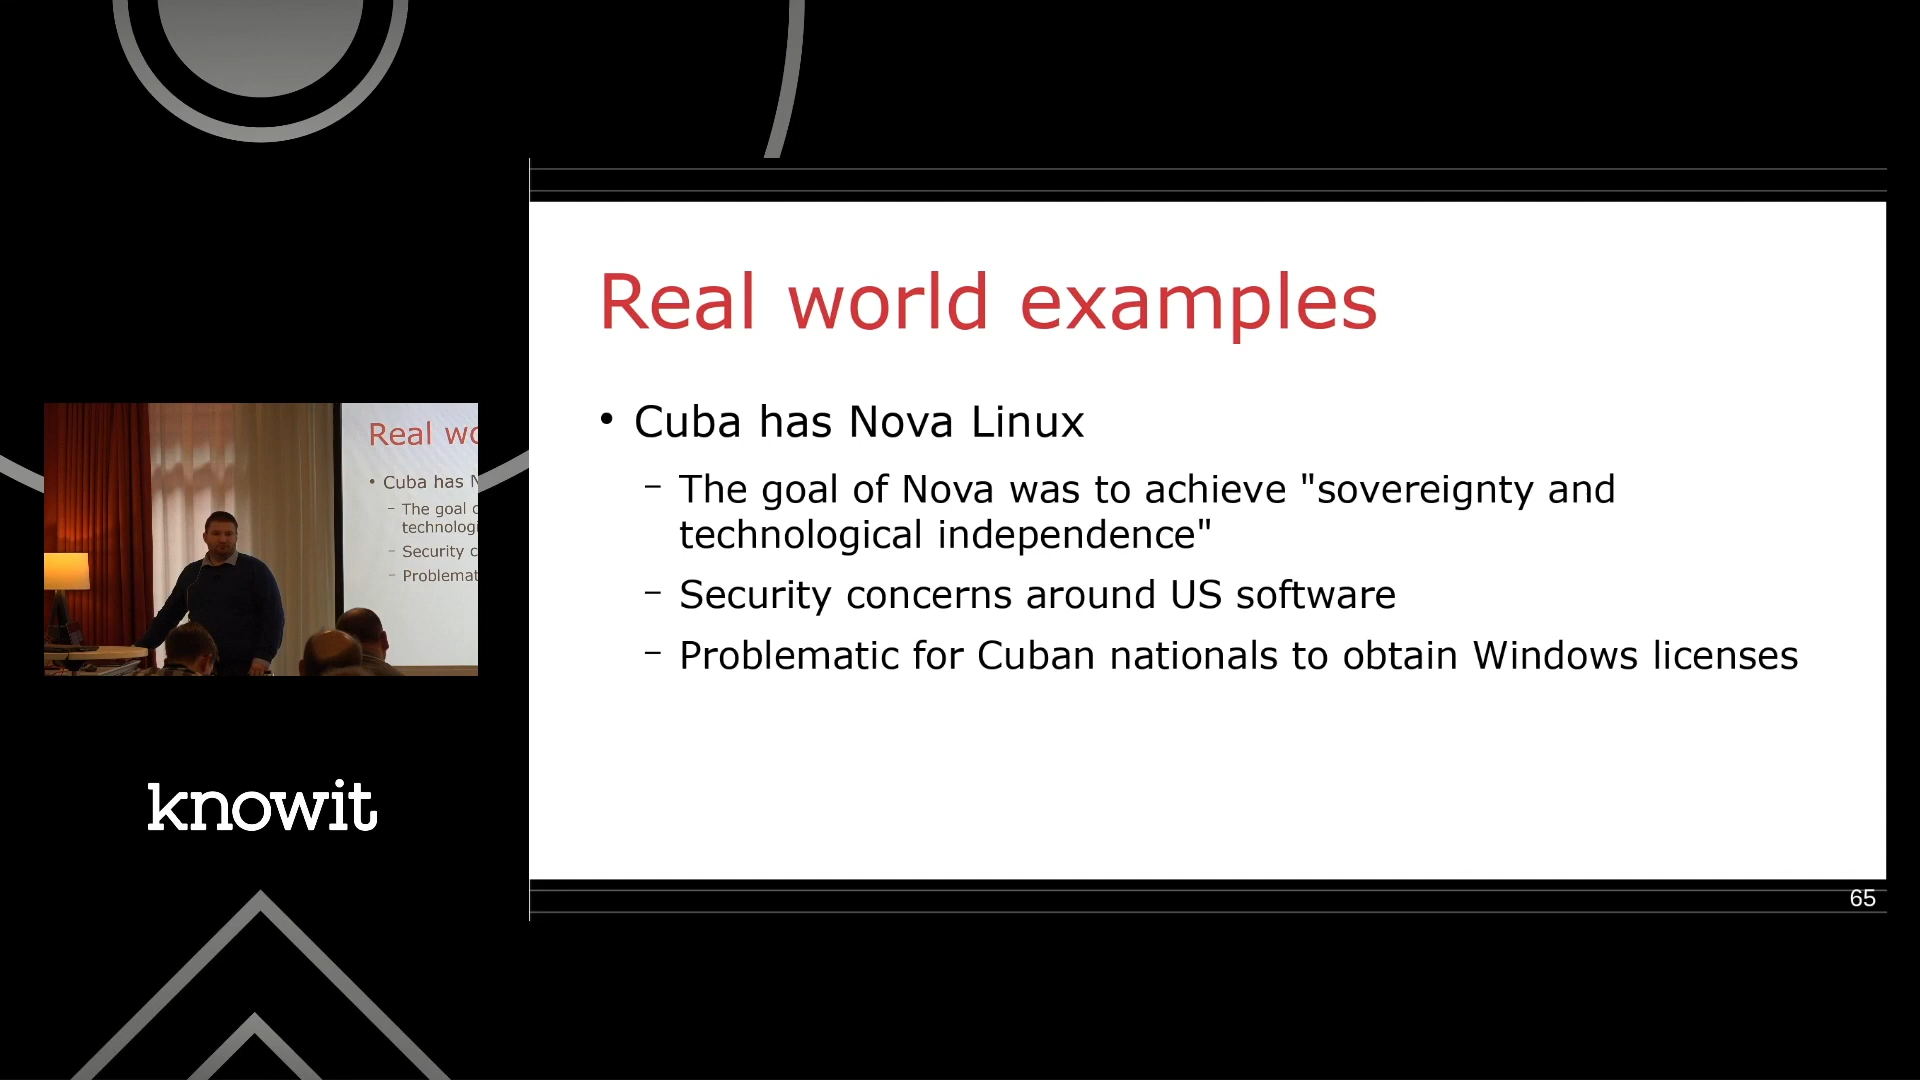 Real world examples
• Cuba has Nova Linux
– The goal of Nova was to achieve "sovereignty and
technological independence"
– Security concerns around US software
– Problematic for Cuban nationals to obtain Windows licenses
65
Real wo
• Cuba has N
– The goal o
technologi
– Security c
– Problemat
knowit